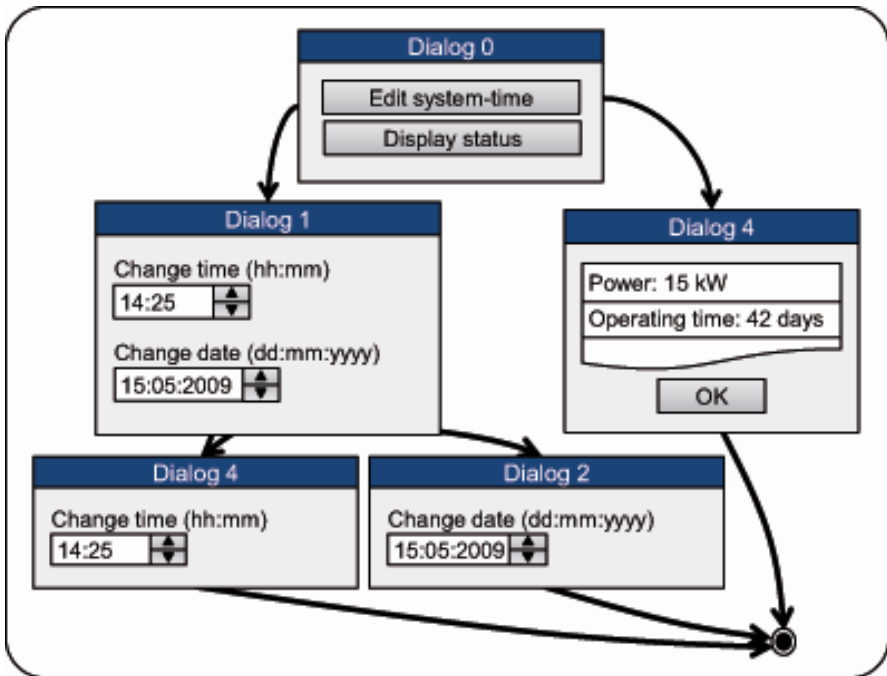 Dialog 0
Edit system-time
Display status
Dialog 1
Change time (hh:mm)
14:25
Change date (dd:mm:yyyy)
15:05:2009
Dialog 4
Power: 15 kW
Operating time: 42 days
OK
Dialog 4
Change time (hh:mm)
14:25
Dialog 2
Change date (dd:mm:yyyy)
15:05:2009